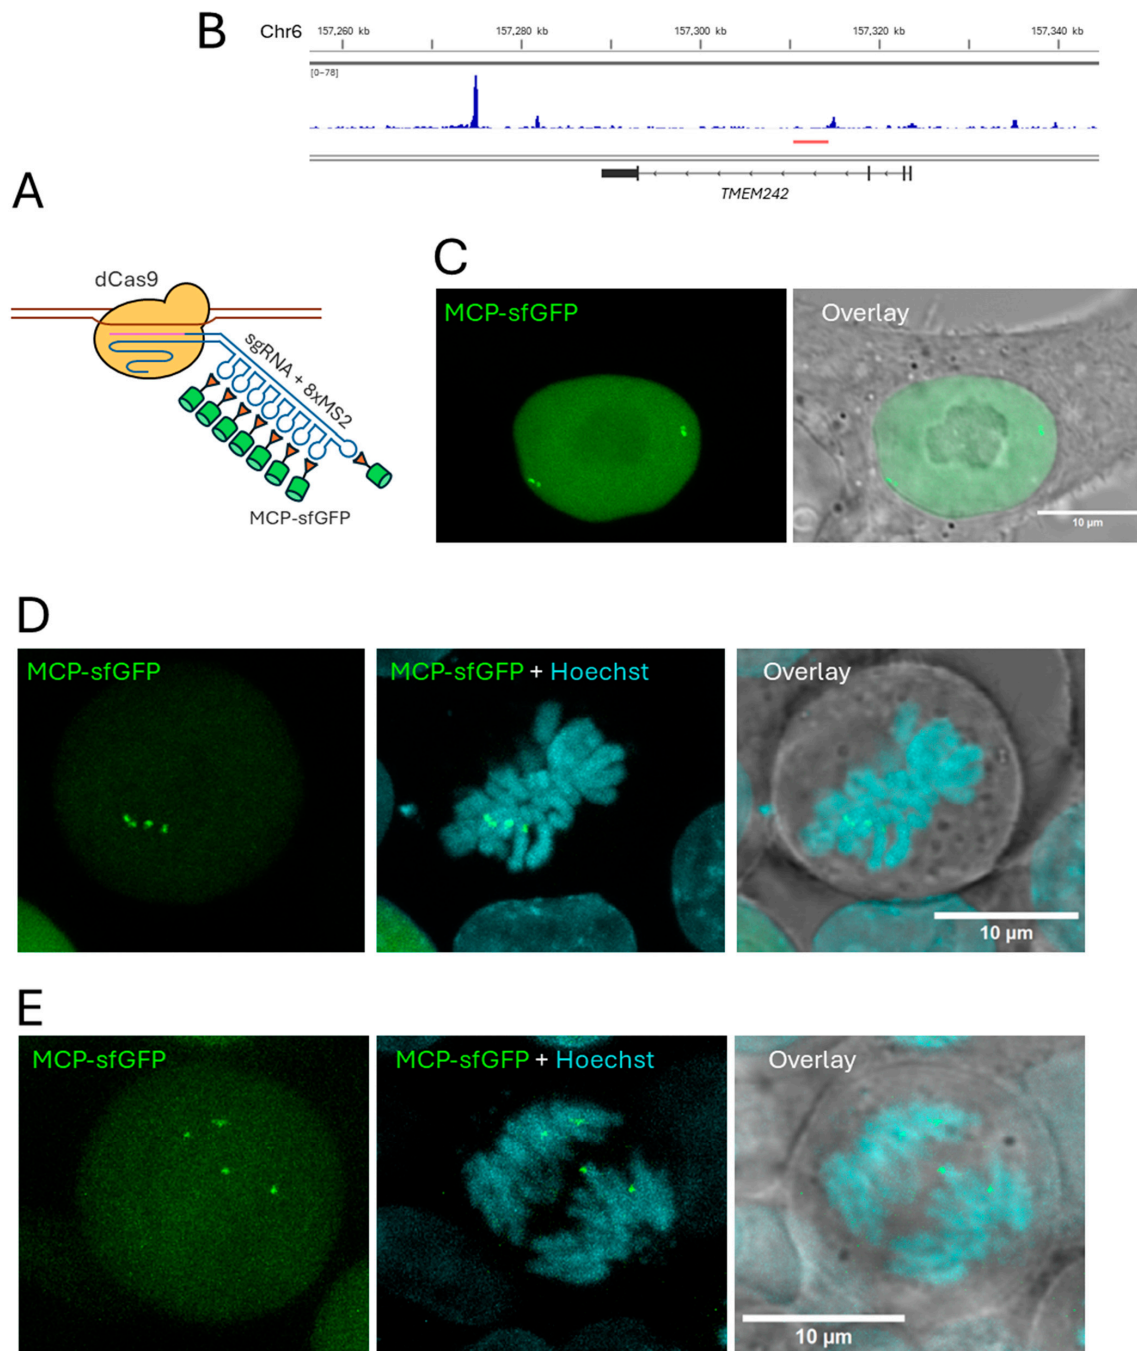 B
Chr6
157,260 kb 157,280 kb 157,300 kb 157,320 kb 157,340 kb
[0-78]
TMEM242
A
dCas9
sgRNA + 8xMS2
MCP-sfGFP
C
MCP-sfGFP
Overlay
10 µm
D
MCP-sfGFP
MCP-sfGFP + Hoechst
Overlay
10 µm
E
MCP-sfGFP
MCP-sfGFP + Hoechst
Overlay
10 µm